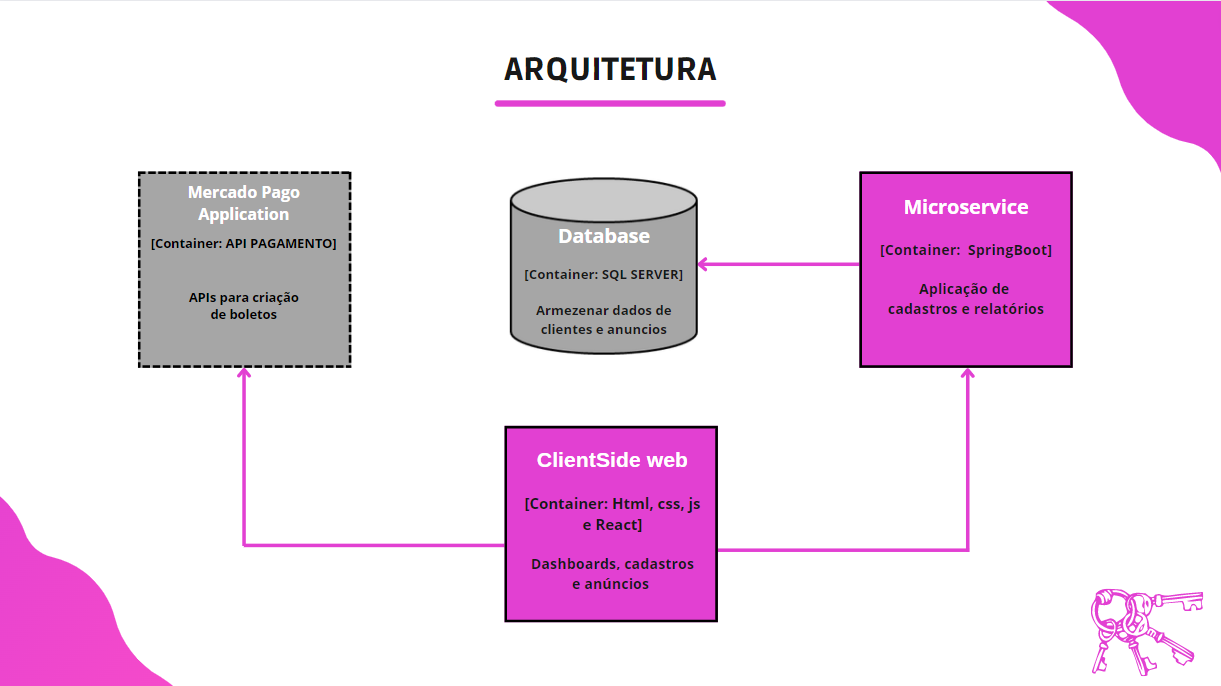 ARQUITETURA
Mercado Pago
Application
[Container: API PAGAMENTO]
APIs para criação
de boletos
Database
[Container: SQL SERVER]
Armezenar dados de
clientes e anuncios
Microservice
[Container: SpringBoot]
Aplicação de
cadastros e relatórios
ClientSide web
[Container: Html, css, js
e React]
Dashboards, cadastros
e anúncios